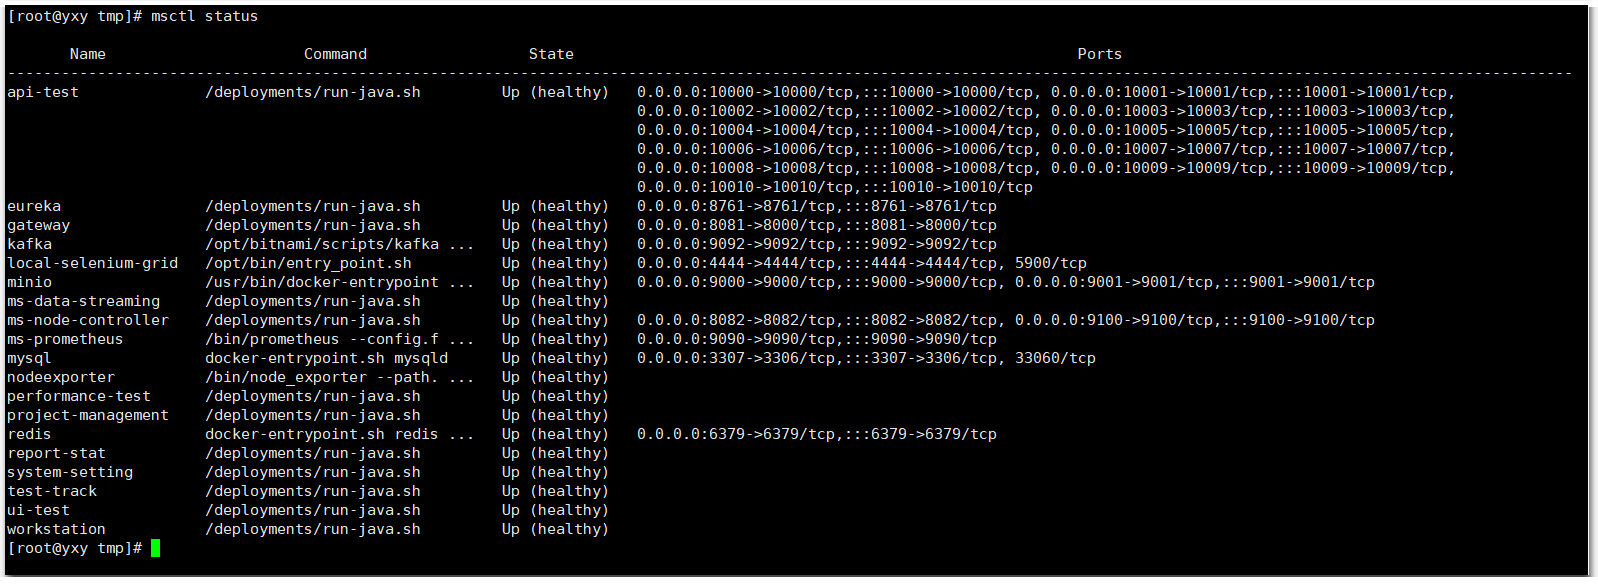 [root@yxy tmp]# msctl status
Name Command State Ports
--------------------------------------------------------------------------------------------------------------------------------------------------------------------------------
api-test /deployments/run-java.sh Up (healthy) 0.0.0.0:10000->10000/tcp,:::10000->10000/tcp, 0.0.0.0:10001->10001/tcp,:::10001->10001/tcp,
0.0.0.0:10002->10002/tcp,:::10002->10002/tcp, 0.0.0.0:10003->10003/tcp,:::10003->10003/tcp,
0.0.0.0:10004->10004/tcp,:::10004->10004/tcp, 0.0.0.0:10005->10005/tcp,:::10005->10005/tcp,
0.0.0.0:10006->10006/tcp,:::10006->10006/tcp, 0.0.0.0:10007->10007/tcp,:::10007->10007/tcp,
0.0.0.0:10008->10008/tcp,:::10008->10008/tcp, 0.0.0.0:10009->10009/tcp,:::10009->10009/tcp,
0.0.0.0:10010->10010/tcp,:::10010->10010/tcp
eureka /deployments/run-java.sh Up (healthy) 0.0.0.0:8761->8761/tcp,:::8761->8761/tcp
gateway /deployments/run-java.sh Up (healthy) 0.0.0.0:8081->8000/tcp,:::8081->8000/tcp
kafka /opt/bitnami/scripts/kafka ... Up (healthy) 0.0.0.0:9092->9092/tcp,:::9092->9092/tcp
local-selenium-grid /opt/bin/entry_point.sh Up (healthy) 0.0.0.0:4444->4444/tcp,:::4444->4444/tcp, 5900/tcp
minio /usr/bin/docker-entrypoint ... Up (healthy) 0.0.0.0:9000->9000/tcp,:::9000->9000/tcp, 0.0.0.0:9001->9001/tcp,:::9001->9001/tcp
ms-data-streaming /deployments/run-java.sh Up (healthy)
ms-node-controller /deployments/run-java.sh Up (healthy) 0.0.0.0:8082->8082/tcp,:::8082->8082/tcp, 0.0.0.0:9100->9100/tcp,:::9100->9100/tcp
ms-prometheus /bin/prometheus --config.f ... Up (healthy) 0.0.0.0:9090->9090/tcp,:::9090->9090/tcp
mysql docker-entrypoint.sh mysqld Up (healthy) 0.0.0.0:3307->3306/tcp,:::3307->3306/tcp, 33060/tcp
nodeexporter /bin/node_exporter --path. ... Up (healthy)
performance-test /deployments/run-java.sh Up (healthy)
project-management /deployments/run-java.sh Up (healthy)
redis docker-entrypoint.sh redis ... Up (healthy) 0.0.0.0:6379->6379/tcp,:::6379->6379/tcp
report-stat /deployments/run-java.sh Up (healthy)
system-setting /deployments/run-java.sh Up (healthy)
test-track /deployments/run-java.sh Up (healthy)
ui-test /deployments/run-java.sh Up (healthy)
workstation /deployments/run-java.sh Up (healthy)
[root@yxy tmp]#